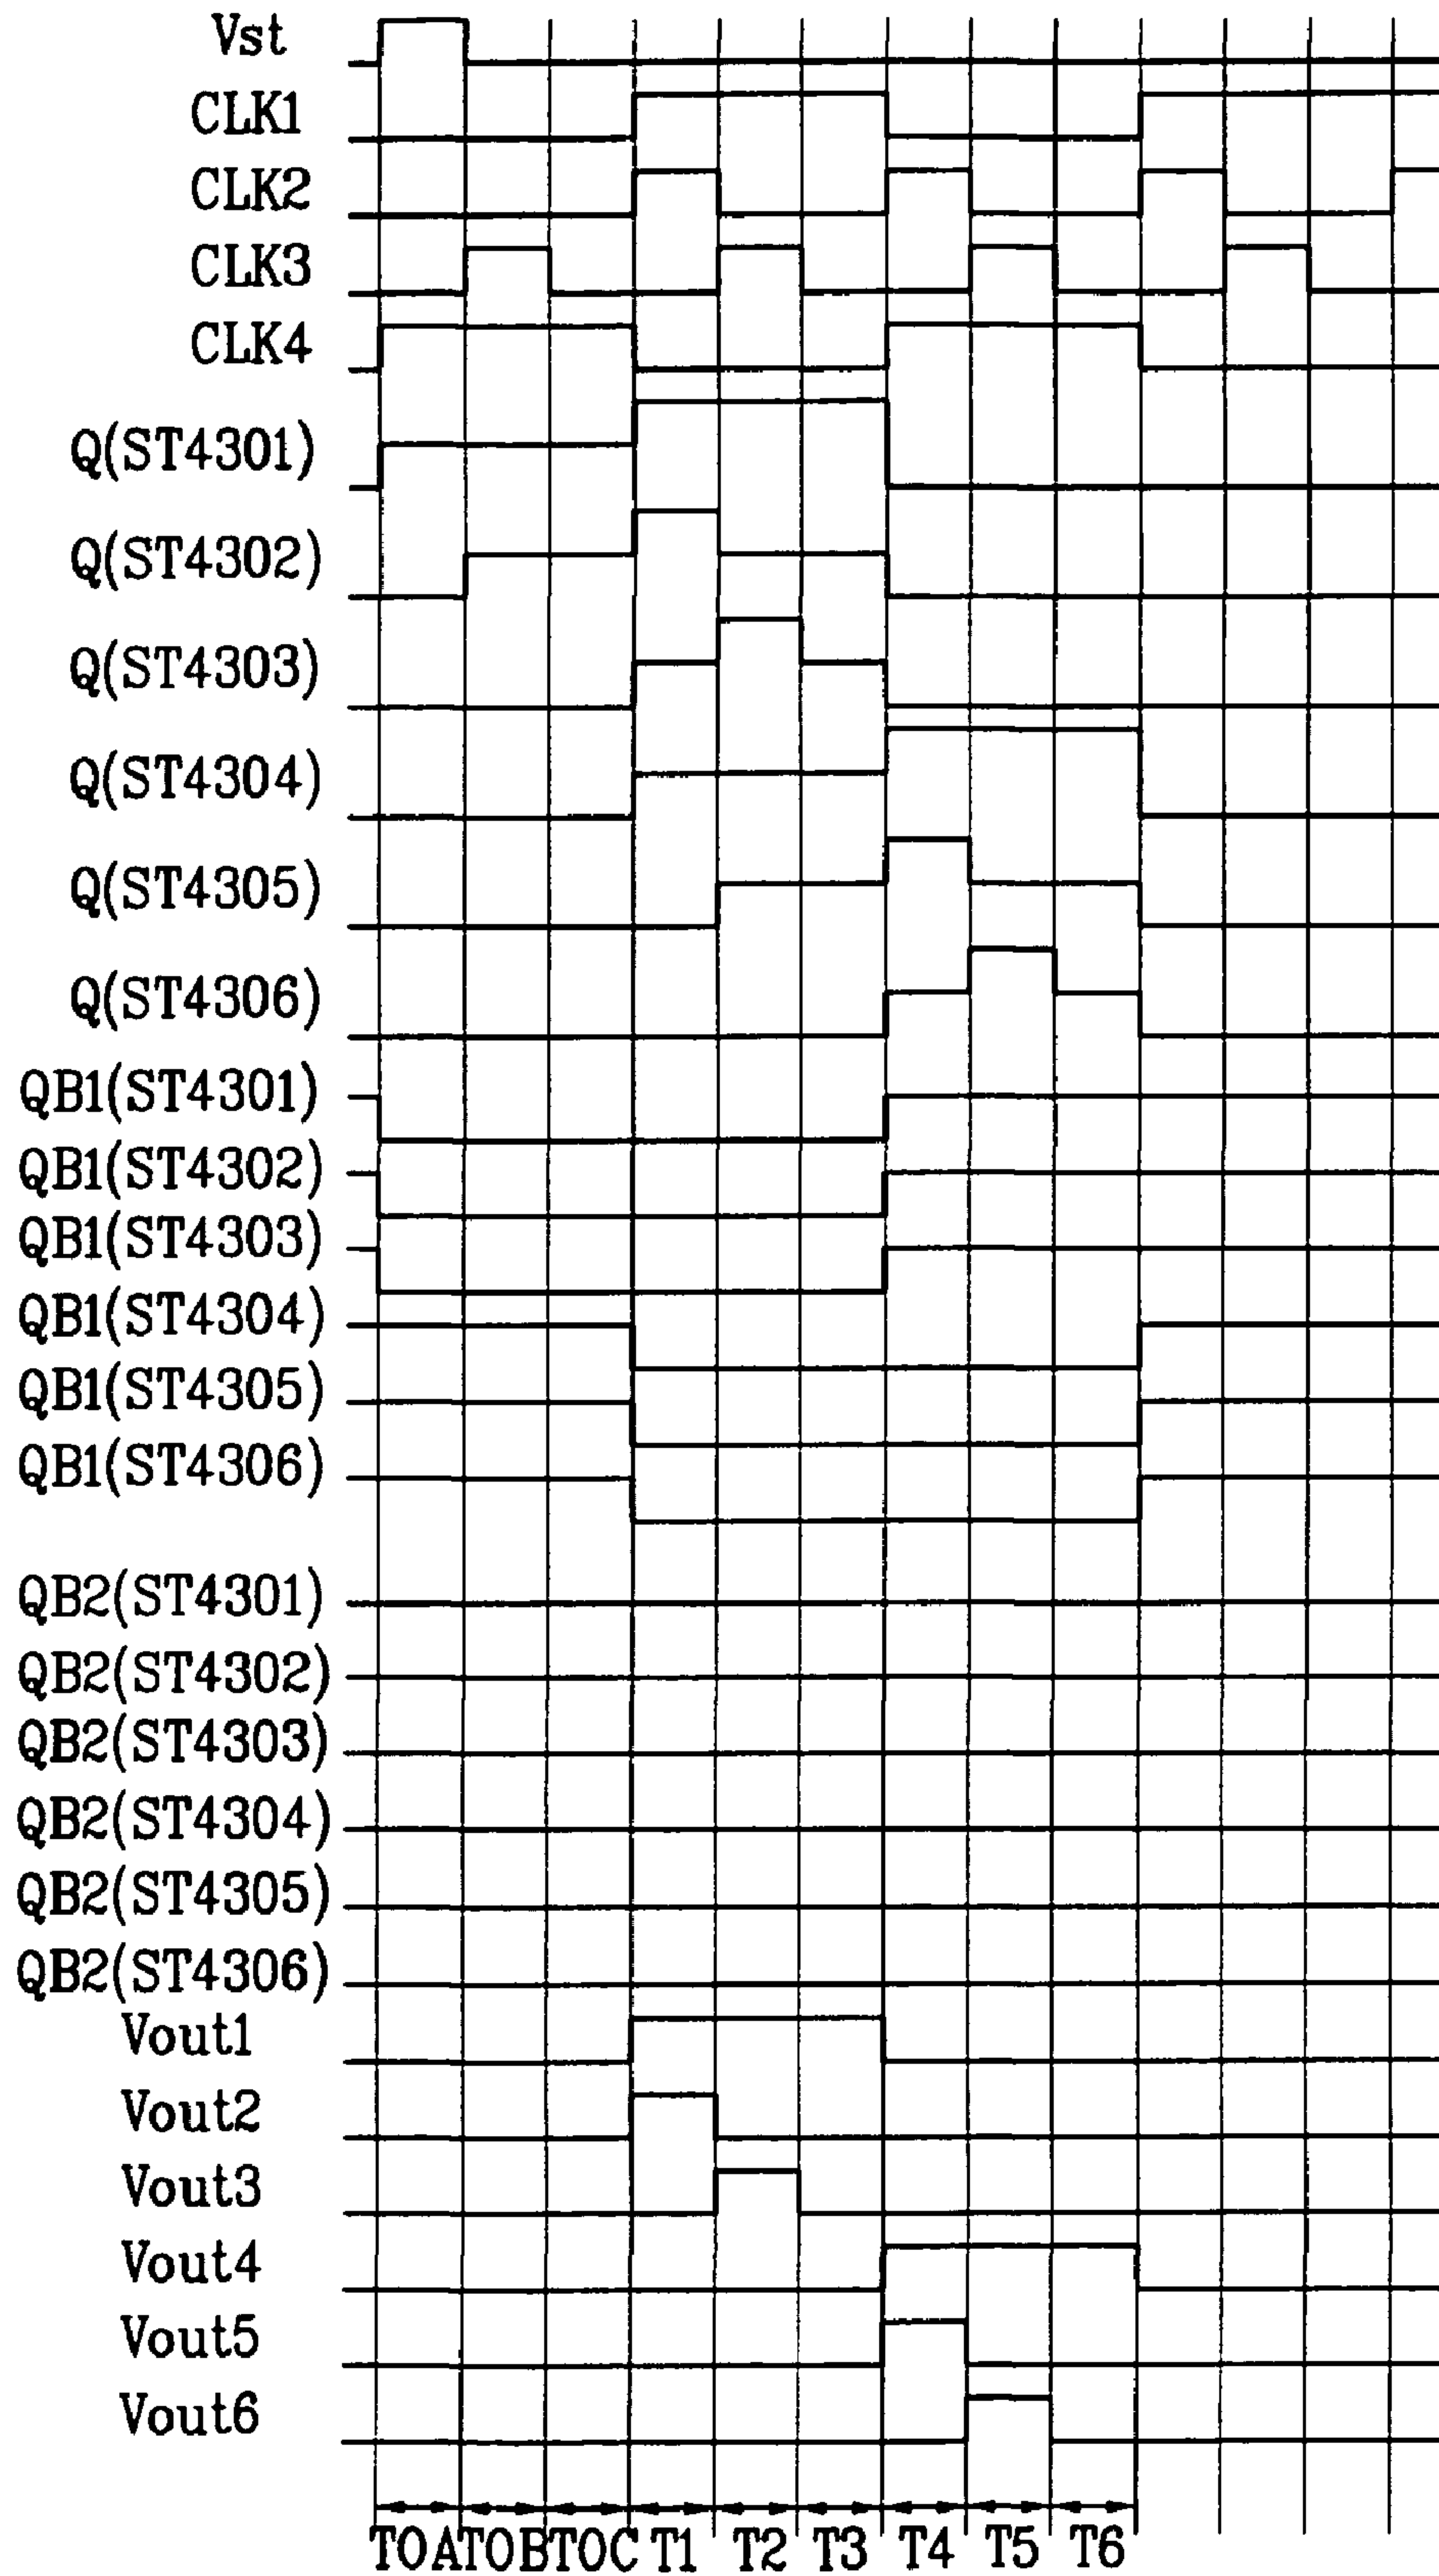 Vst
CLK1
CLK2
CLK3
CLK4
Q(ST4301)
Q(ST4302)
Q(ST4303)
Q(ST4304)
Q(ST4305)
Q(ST4306)
QB1(ST4301)
QB1(ST4302)
QB1(ST4303)
QB1(ST4304)
QB1(ST4305)
QB1(ST4306)
QB2(ST4301)
QB2(ST4302)
QB2(ST4303)
QB2(ST4304)
QB2(ST4305)
QB2(ST4306)
Vout1
Vout2
Vout3
Vout4
Vout5
Vout6
T0A T0B T0C T1 T2 T3 T4 T5 T6